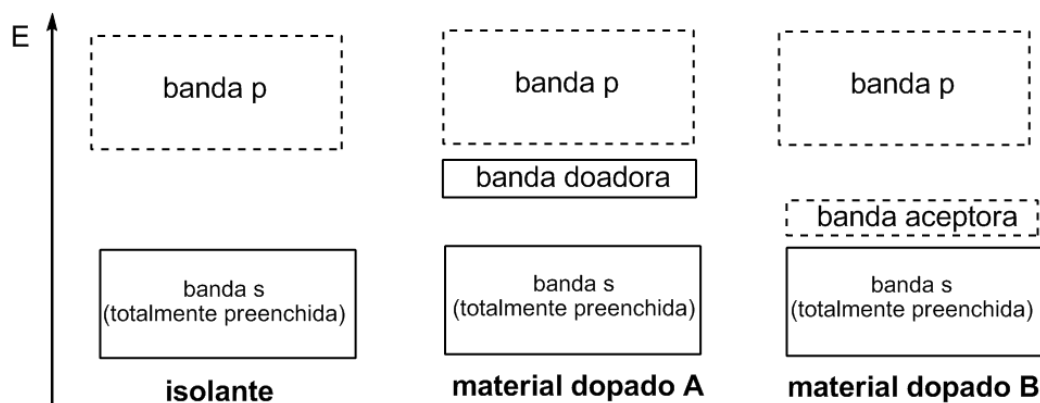 E
banda p
banda s
(totalmente preenchida)
isolante
banda p
banda doadora
banda s
(totalmente preenchida)
material dopado A
banda p
banda aceptora
banda s
(totalmente preenchida)
material dopado B